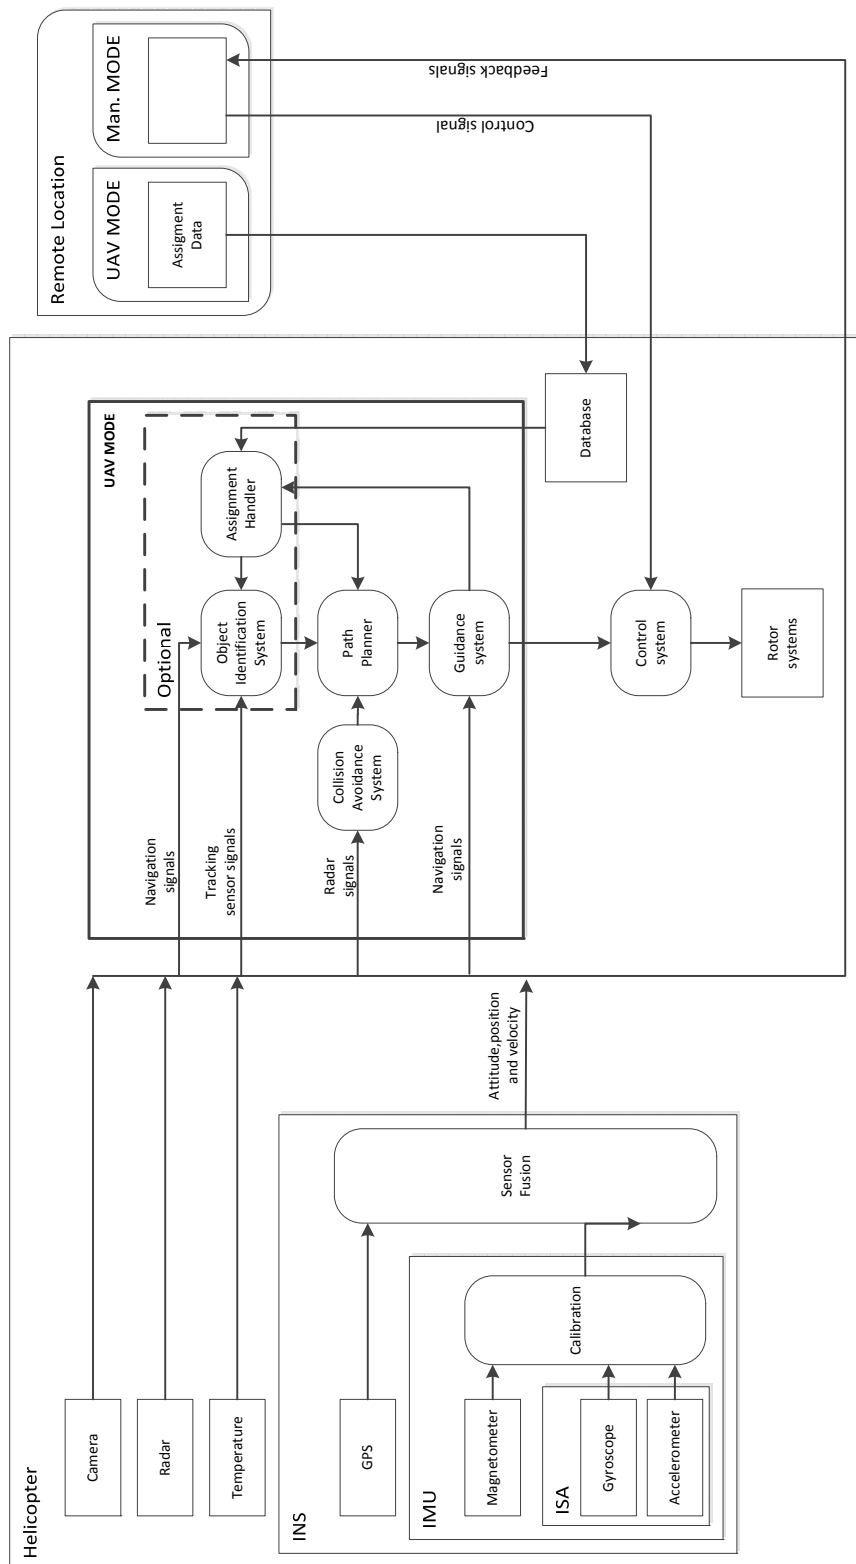 Helicopter
Camera
Radar
Temperature
INS
GPS
IMU
Magnetometer
ISA
Gyroscope
Accelerometer
Calibration
Sensor
Fusion
Attitude,position
and velocity
Navigation
signals
Tracking
sensor signals
Radar
signals
Navigation
signals
UAV MODE
Optional
Object
Identification
System
Assignment
Handler
Collision
Avoidance
System
Path
Planner
Guidance
system
Database
Control
system
Rotor
systems
Remote Location
UAV MODE
Assigment
Data
Man. MODE
Control signal
Feedback signals